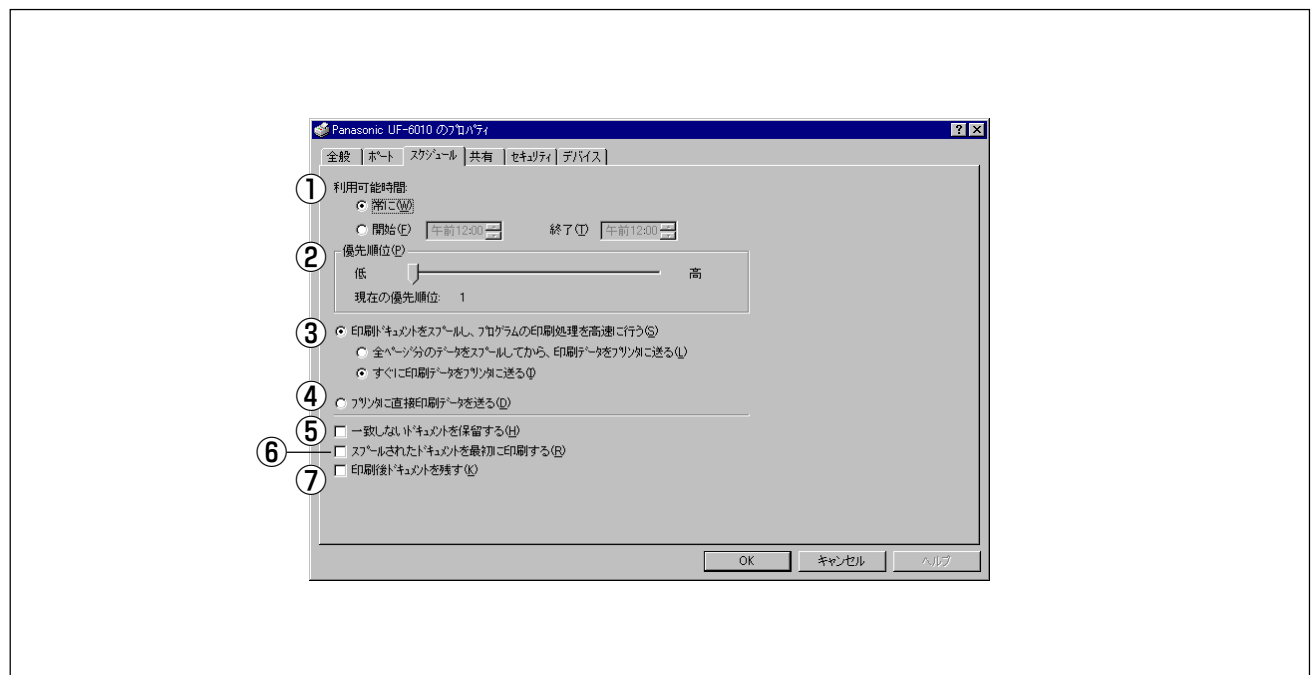 Panasonic UF-6010 のﾌﾟﾛﾊﾟﾃｨ
全般 ﾎﾟｰﾄ ｽｹｼﾞｭｰﾙ 共有 ｾｷｭﾘﾃｨ ﾃﾞﾊﾞｲｽ
① 利用可能時間:
常に(W)
開始(F) 午前12:00 終了(T) 午前12:00
② 優先順位(P)
低 高
現在の優先順位: 1
③ 印刷ﾄﾞｷｭﾒﾝﾄをｽﾌﾟｰﾙし、ﾌﾟﾛｸﾞﾗﾑの印刷処理を高速に行う(S)
全ﾍﾟｰｼﾞ分のﾃﾞｰﾀをｽﾌﾟｰﾙしてから、印刷ﾃﾞｰﾀをﾌﾟﾘﾝﾀに送る(L)
すぐに印刷ﾃﾞｰﾀをﾌﾟﾘﾝﾀに送る(I)
④ ﾌﾟﾘﾝﾀに直接印刷ﾃﾞｰﾀを送る(D)
⑤ 一致しないﾄﾞｷｭﾒﾝﾄを保留する(H)
⑥ ｽﾌﾟｰﾙされたﾄﾞｷｭﾒﾝﾄを最初に印刷する(R)
⑦ 印刷後ﾄﾞｷｭﾒﾝﾄを残す(K)
OK キャンセル ヘルプ